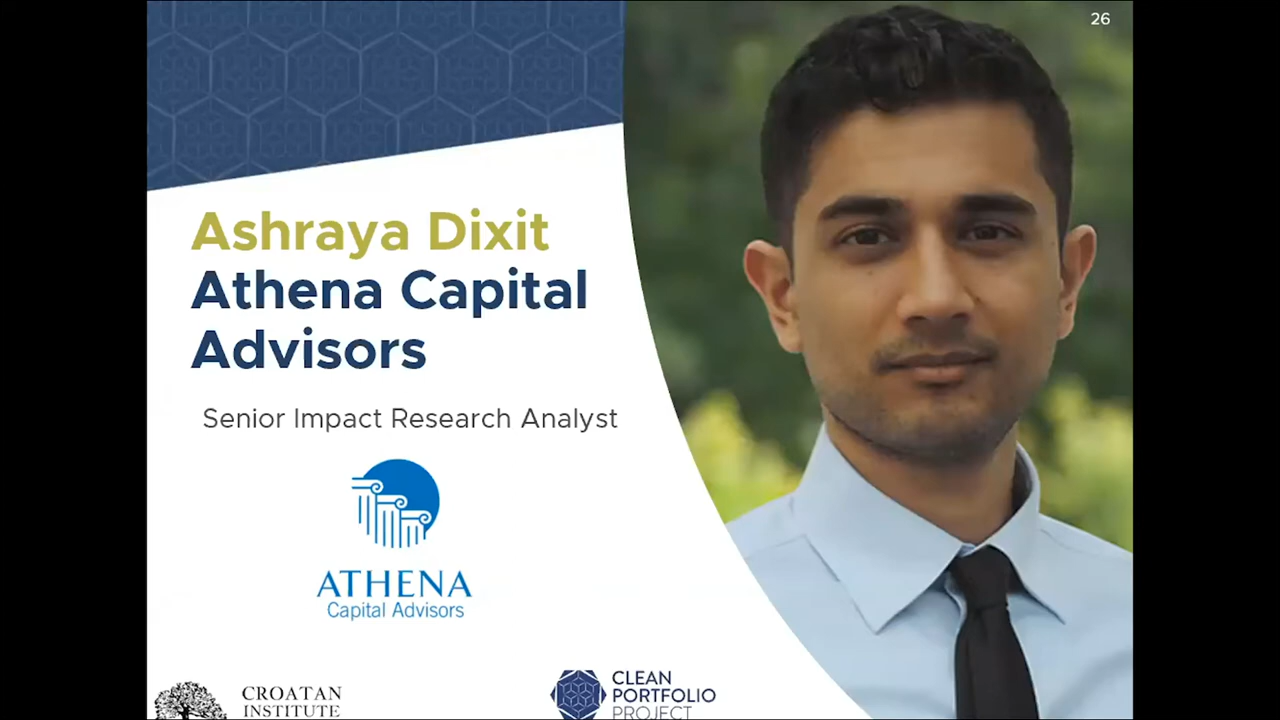 26
Ashraya Dixit
Athena Capital
Advisors
Senior Impact Research Analyst
ATHENA
Capital Advisors
CROATAN
INSTITUTE
CLEAN
PORTFOLIO
PROJECT